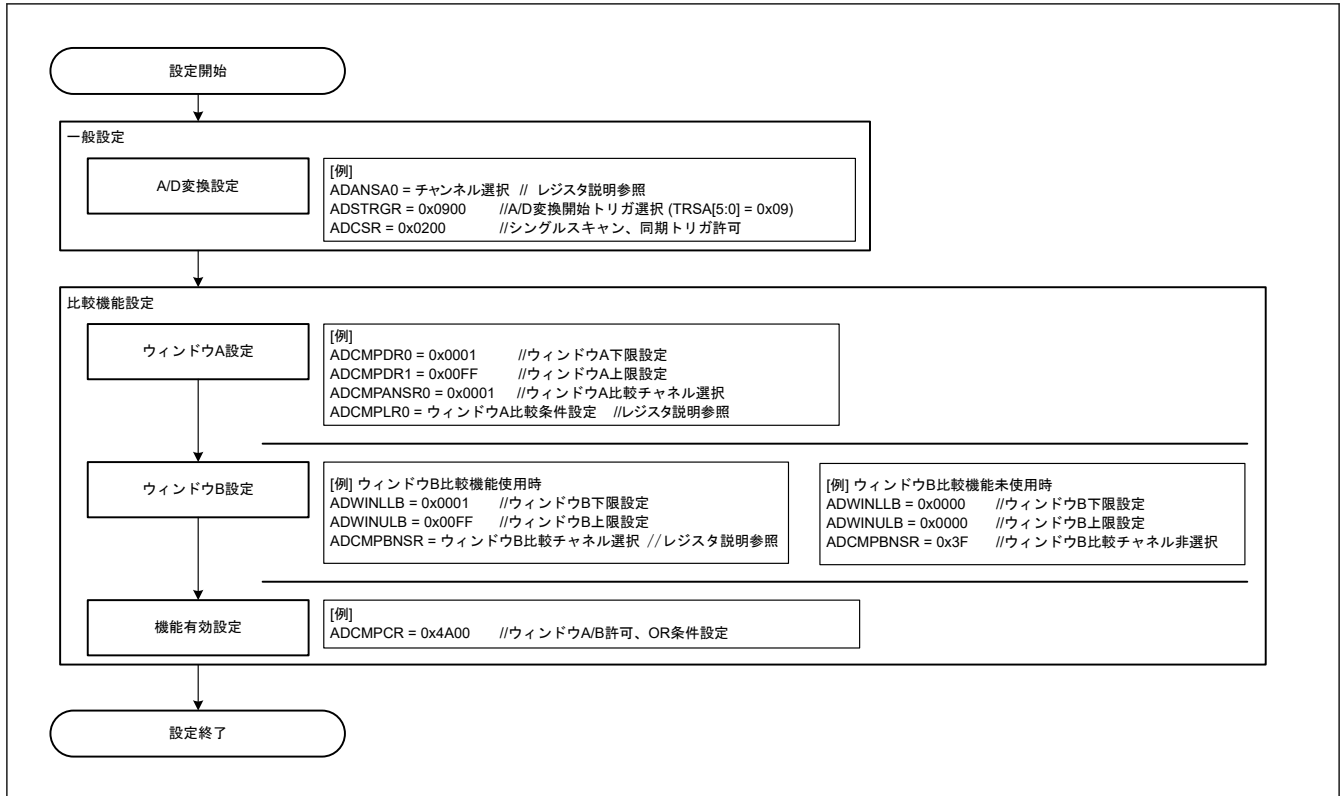 設定開始
一般設定
A/D変換設定
[例]
ADANSA0 = チャンネル選択 // レジスタ説明参照
ADSTRGR = 0x0900 //A/D変換開始トリガ選択 (TRSA[5:0] = 0x09)
ADCSR = 0x0200 //シングルスキャン、同期トリガ許可
比較機能設定
ウィンドウA設定
[例]
ADCMPDR0 = 0x0001 //ウィンドウA下限設定
ADCMPDR1 = 0x00FF //ウィンドウA上限設定
ADCMPANSR0 = 0x0001 //ウィンドウA比較チャネル選択
ADCMPLR0 = ウィンドウA比較条件設定 //レジスタ説明参照
ウィンドウB設定
[例] ウィンドウB比較機能使用時
ADWINLLB = 0x0001 //ウィンドウB下限設定
ADWINULB = 0x00FF //ウィンドウB上限設定
ADCMPBNSR = ウィンドウB比較チャネル選択 //レジスタ説明参照
[例] ウィンドウB比較機能未使用時
ADWINLLB = 0x0000 //ウィンドウB下限設定
ADWINULB = 0x0000 //ウィンドウB上限設定
ADCMPBNSR = 0x3F //ウィンドウB比較チャネル非選択
機能有効設定
[例]
ADCMPCR = 0x4A00 //ウィンドウA/B許可、OR条件設定
設定終了